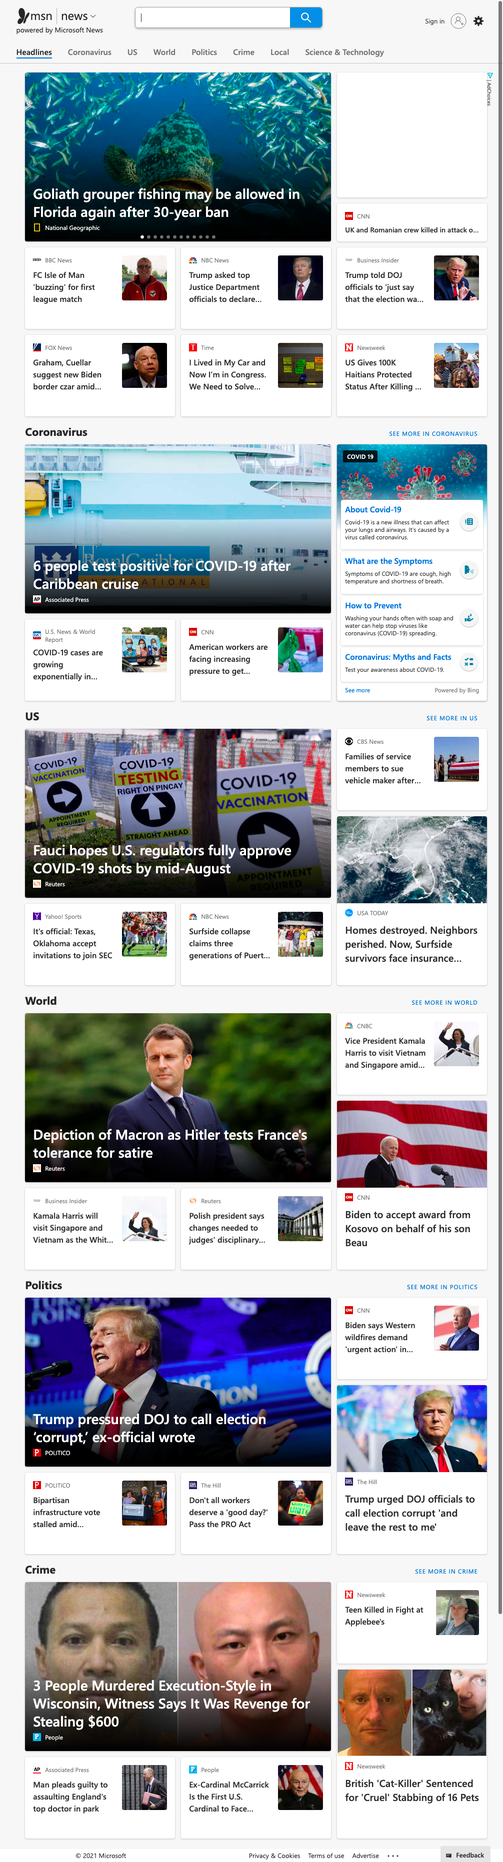 msn news
powered by Microsoft News
Sign in
Headlines Coronavirus US World Politics Crime Local Science & Technology
AdChoices
Goliath grouper fishing may be allowed in
Florida again after 30-year ban
National Geographic
CNN
UK and Romanian crew killed in attack o...
BBC News
FC Isle of Man
'buzzing' for first
league match
NBC News
Trump asked top
Justice Department
officials to declare...
Business Insider
Trump told DOJ
officials to 'just say
that the election wa...
FOX News
Graham, Cuellar
suggest new Biden
border czar amid...
Time
I Lived in My Car and
Now I'm in Congress.
We Need to Solve...
Newsweek
US Gives 100K
Haitians Protected
Status After Killing ...
Coronavirus
SEE MORE IN CORONAVIRUS
6 people test positive for COVID-19 after
Caribbean cruise
Associated Press
COVID 19
About Covid-19
Covid-19 is a new illness that can affect
your lungs and airways. It's caused by a
virus called coronavirus.
What are the Symptoms
Symptoms of COVID-19 are cough, high
temperature and shortness of breath.
How to Prevent
Washing your hands often with soap and
water can help stop viruses like
coronavirus (COVID-19) spreading.
Coronavirus: Myths and Facts
Test your awareness about COVID-19.
See more
Powered by Bing
U.S. News & World
Report
COVID-19 cases are
growing
exponentially in...
CNN
American workers are
facing increasing
pressure to get...
US
SEE MORE IN US
COVID-19
VACCINATION
APPOINTMENT
REQUIRED
COVID-19
TESTING
RIGHT ON PINCAY
STRAIGHT AHEAD
COVID-19
VACCINATION
APPOINTMENT
REQUIRED
Fauci hopes U.S. regulators fully approve
COVID-19 shots by mid-August
Reuters
CBS News
Families of service
members to sue
vehicle maker after...
USA TODAY
Homes destroyed. Neighbors
perished. Now, Surfside
survivors face insurance...
Yahoo! Sports
It's official: Texas,
Oklahoma accept
invitations to join SEC
NBC News
Surfside collapse
claims three
generations of Puert...
World
SEE MORE IN WORLD
Depiction of Macron as Hitler tests France's
tolerance for satire
Reuters
CNBC
Vice President Kamala
Harris to visit Vietnam
and Singapore amid...
CNN
Biden to accept award from
Kosovo on behalf of his son
Beau
Business Insider
Kamala Harris will
visit Singapore and
Vietnam as the Whit...
Reuters
Polish president says
changes needed to
judges' disciplinary...
Politics
SEE MORE IN POLITICS
Trump pressured DOJ to call election
'corrupt,' ex-official wrote
POLITICO
CNN
Biden says Western
wildfires demand
'urgent action' in...
The Hill
Trump urged DOJ officials to
call election corrupt 'and
leave the rest to me'
POLITICO
Bipartisan
infrastructure vote
stalled amid...
The Hill
Don't all workers
deserve a 'good day?'
Pass the PRO Act
Crime
SEE MORE IN CRIME
3 People Murdered Execution-Style in
Wisconsin, Witness Says It Was Revenge for
Stealing $600
People
Newsweek
Teen Killed in Fight at
Applebee's
Newsweek
British 'Cat-Killer' Sentenced
for 'Cruel' Stabbing of 16 Pets
Associated Press
Man pleads guilty to
assaulting England's
top doctor in park
People
Ex-Cardinal McCarrick
Is the First U.S.
Cardinal to Face...
© 2021 Microsoft
Privacy & Cookies Terms of use Advertise
Feedback